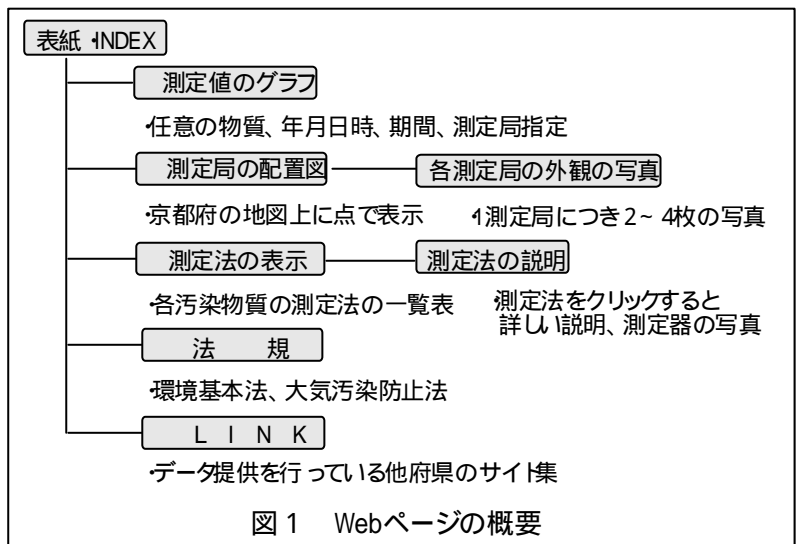 表紙・INDEX
測定値のグラフ
・任意の物質、年月日時、期間、測定局指定
測定局の配置図 各測定局の外観の写真
・京都府の地図上に点で表示 ・1測定局につき2~4枚の写真
測定法の表示 測定法の説明
・各汚染物質の測定法の一覧表 ・測定法をクリックすると
詳しい説明、測定器の写真
法 規
・環境基本法、大気汚染防止法
L I N K
・データ提供を行っている他府県のサイト集
図1 Webページの概要